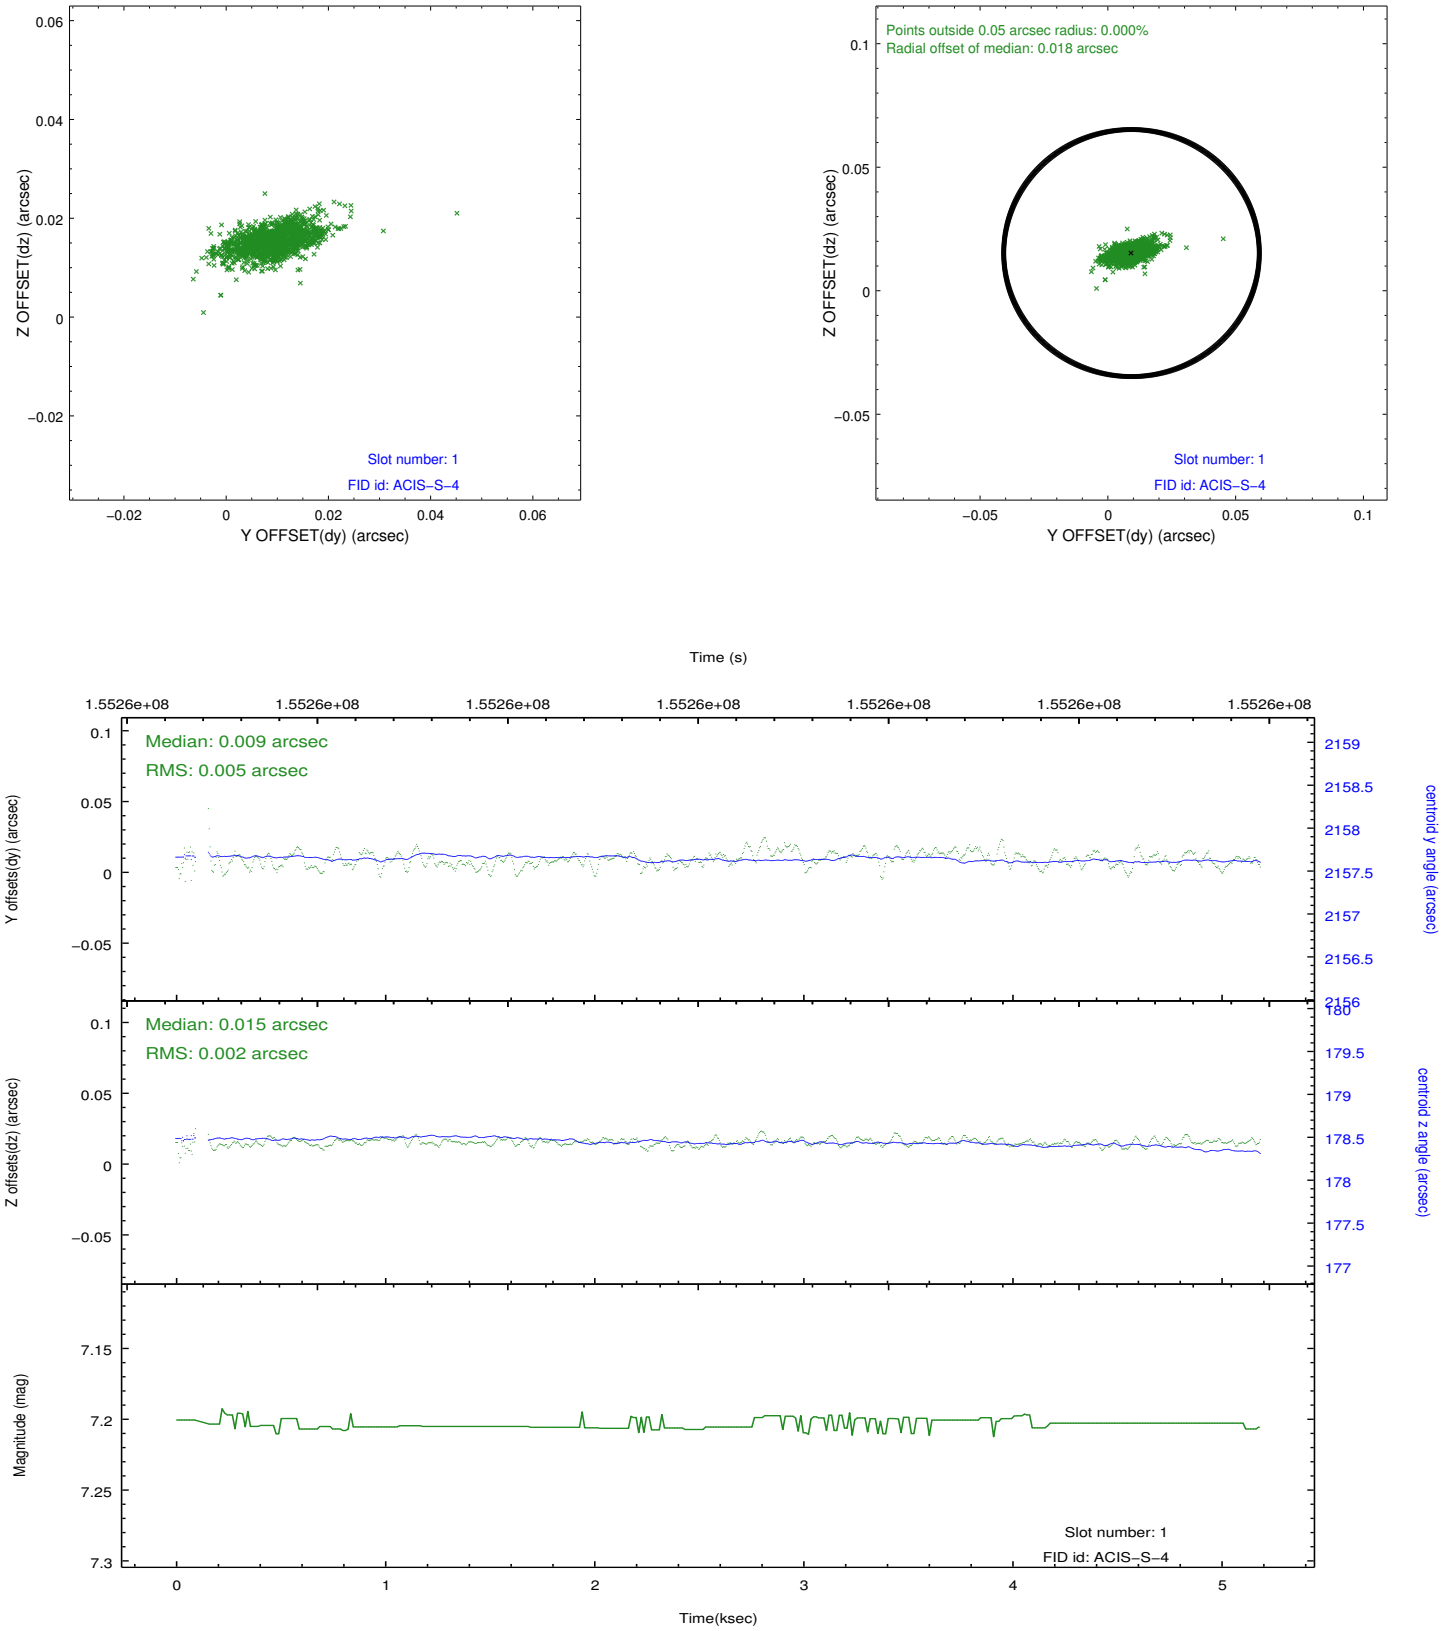 Points outside 0.05 arcsec radius: 0.000%
Radial offset of median: 0.018 arcsec
0.06
0.04
0.02
0
−0.02
Z OFFSET(dz) (arcsec)
Slot number: 1
FID id: ACIS−S−4
−0.02 0 0.02 0.04 0.06
Y OFFSET(dy) (arcsec)
0.1
0.05
0
−0.05
Z OFFSET(dz) (arcsec)
Slot number: 1
FID id: ACIS−S−4
−0.05 0 0.05 0.1
Y OFFSET(dy) (arcsec)
Time (s)
1.5526e+08 1.5526e+08 1.5526e+08 1.5526e+08 1.5526e+08 1.5526e+08 1.5526e+08
Median: 0.009 arcsec
RMS: 0.005 arcsec
0.1
0.05
0
−0.05
Y offsets(dy) (arcsec)
2159
2158.5
2158
2157.5
2157
2156.5
2156
centroid y angle (arcsec)
Median: 0.015 arcsec
RMS: 0.002 arcsec
0.1
0.05
0
−0.05
Z offsets(dz) (arcsec)
180
179.5
179
178.5
178
177.5
177
centroid z angle (arcsec)
7.15
7.2
7.25
7.3
Magnitude (mag)
Slot number: 1
FID id: ACIS−S−4
0 1 2 3 4 5
Time(ksec)